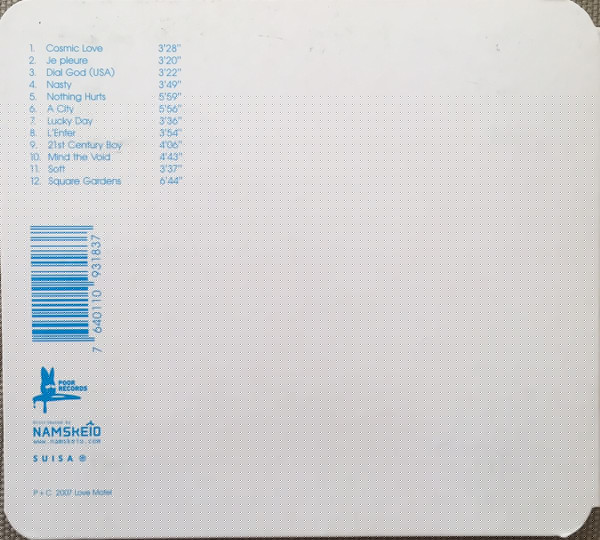 1. Cosmic Love 3'28"
2. Je pleure 3'20"
3. Dial God (USA) 3'22"
4. Nasty 3'49"
5. Nothing Hurts 5'59"
6. A City 5'56"
7. Lucky Day 3'36"
8. L'Enfer 3'54"
9. 21st Century Boy 4'06"
10. Mind the Void 4'43"
11. Soft 3'37"
12. Square Gardens 6'44"
7 640110 931837
POOR
RECORDS
Distributed by
NAMSKEIO
www.namskeio.com
SUISA ®
P + C 2007 Love Motel